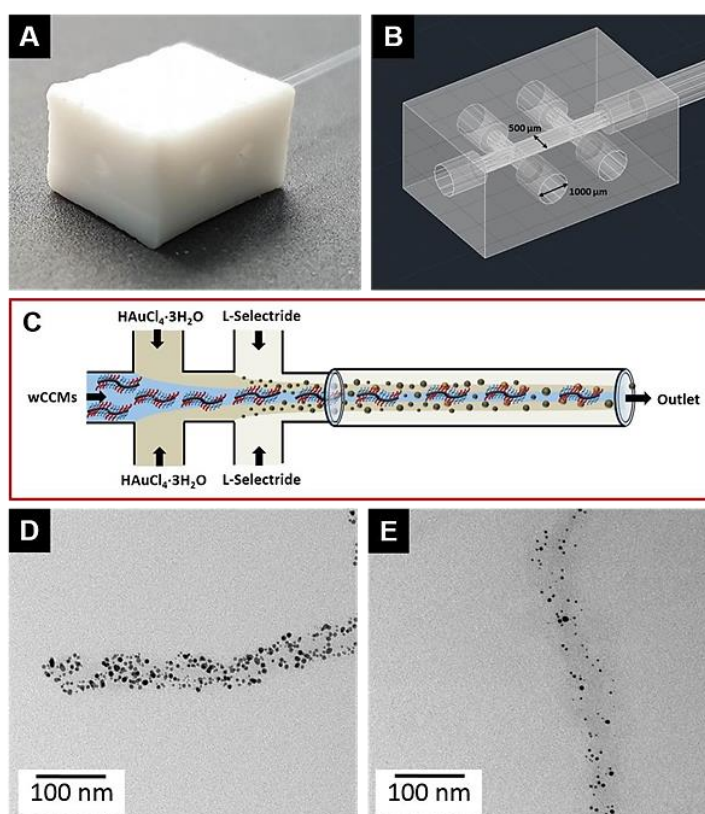 A
B
500 µm
1000 µm
C
HAuCl₄·3H₂O
L-Selectride
wCCMs
Outlet
HAuCl₄·3H₂O
L-Selectride
D
E
100 nm
100 nm